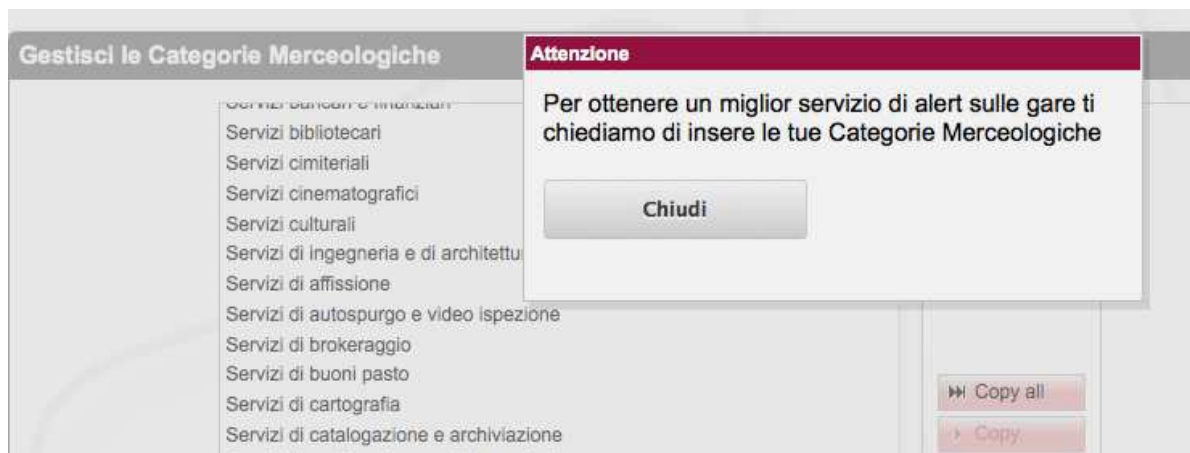 Gestisci le Categorie Merceologiche
Attenzione
Per ottenere un miglior servizio di alert sulle gare ti
chiediamo di insere le tue Categorie Merceologiche
Chiudi
Servizi bancari e finanziari
Servizi bibliotecari
Servizi cimiteriali
Servizi cinematografici
Servizi culturali
Servizi di ingegneria e di architettu
Servizi di affissione
Servizi di autospurgo e video ispezione
Servizi di brokeraggio
Servizi di buoni pasto
Servizi di cartografia
Servizi di catalogazione e archiviazione
Copy all
Copy